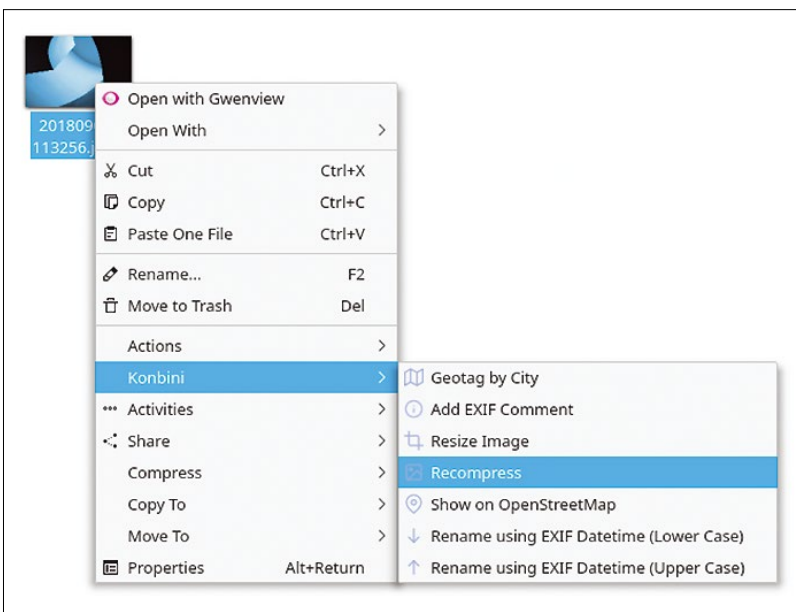 201809
113256.j
Open with Gwenview
Open With
Cut Ctrl+X
Copy Ctrl+C
Paste One File Ctrl+V
Rename... F2
Move to Trash Del
Actions
Konbini
Activities
Share
Compress
Copy To
Move To
Properties Alt+Return
Geotag by City
Add EXIF Comment
Resize Image
Recompress
Show on OpenStreetMap
Rename using EXIF Datetime (Lower Case)
Rename using EXIF Datetime (Upper Case)